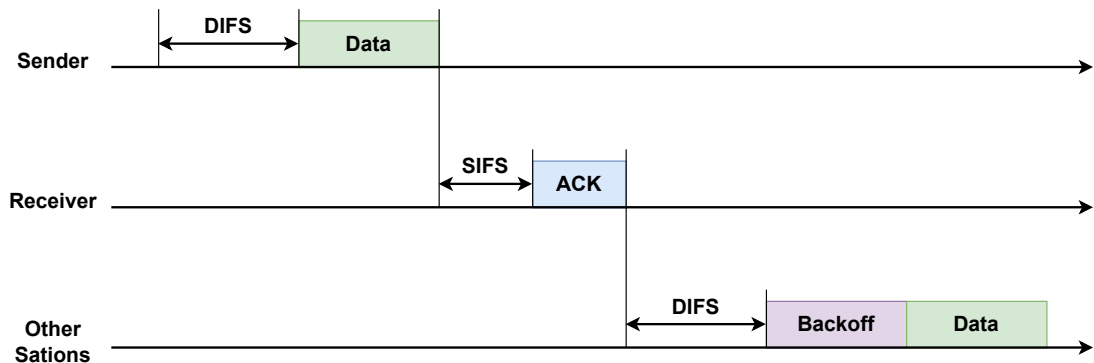 DIFS
Data
Sender
SIFS
ACK
Receiver
DIFS
Backoff
Data
Other
Sations